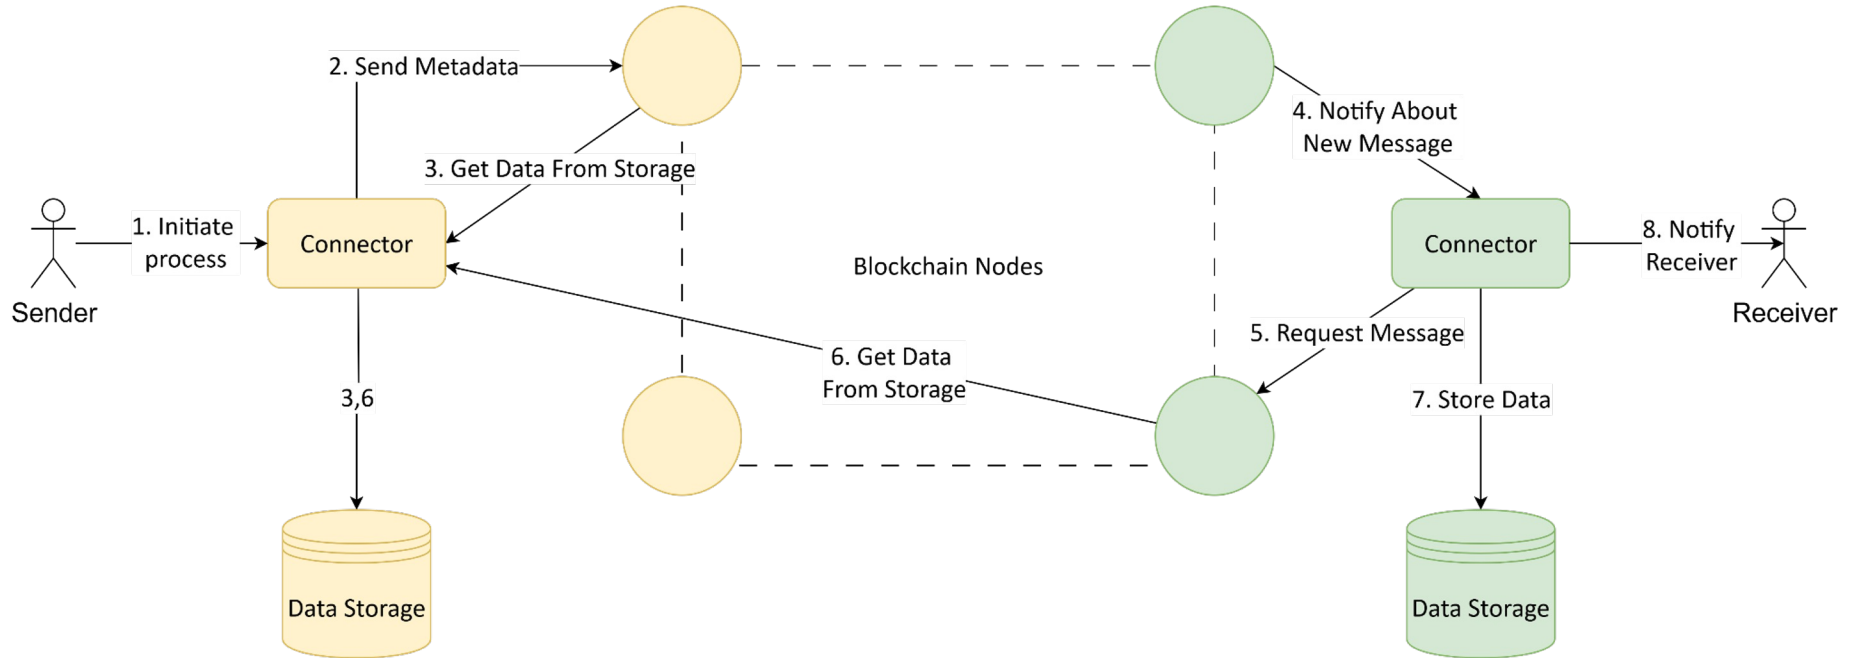 2. Send Metadata
4. Notify About
New Message
3. Get Data From Storage
1. Initiate
process
Connector
Connector
8. Notify
Receiver
Blockchain Nodes
Sender
Receiver
5. Request Message
6. Get Data
From Storage
3,6
7. Store Data
Data Storage
Data Storage